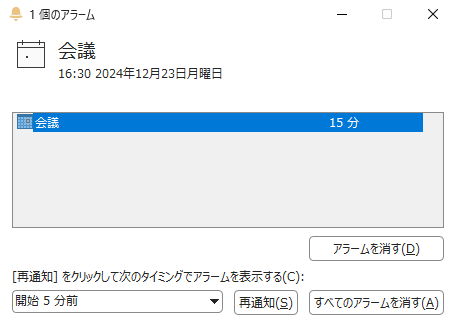 1 個のアラーム
会議
16:30 2024年12月23日月曜日
会議 15 分
アラームを消す(D)
[再通知] をクリックして次のタイミングでアラームを表示する(C):
開始 5 分前 再通知(S) すべてのアラームを消す(A)